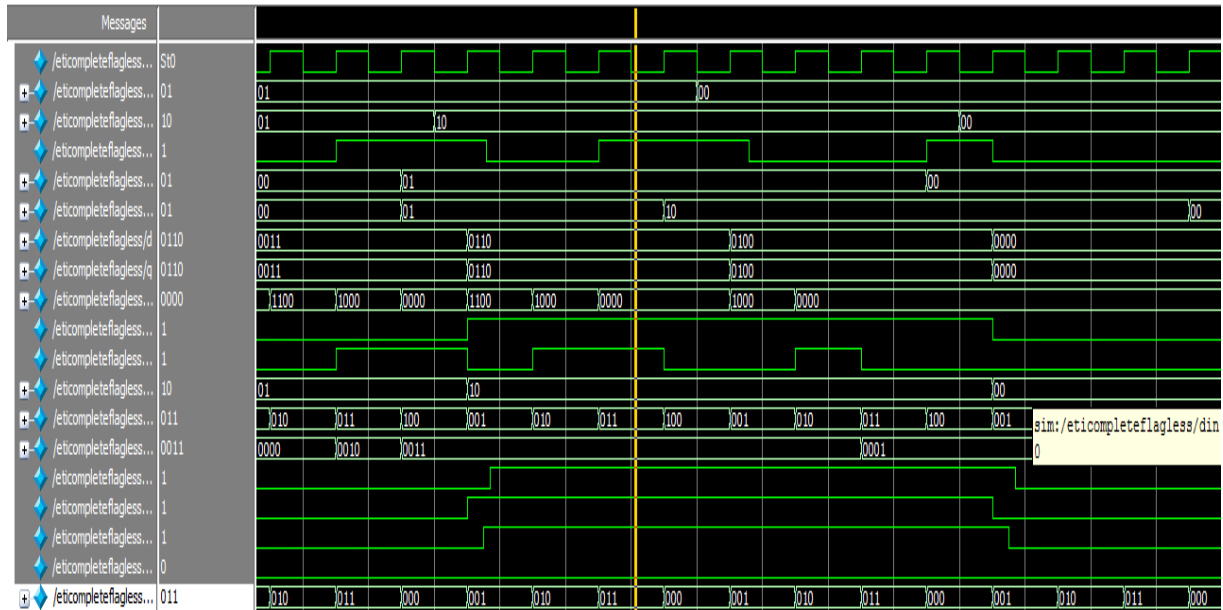 Messages
/eticompleteflagless... St0
/eticompleteflagless... 01 01 00
/eticompleteflagless... 10 01 10 00
/eticompleteflagless... 1
/eticompleteflagless... 01 00 01 00
/eticompleteflagless... 01 00 01 10 00
/eticompleteflagless/d 0110 0011 0110 0100 0000
/eticompleteflagless/q 0110 0011 0110 0100 0000
/eticompleteflagless... 0000 1100 1000 0000 1100 1000 0000 1000 0000
/eticompleteflagless... 1
/eticompleteflagless... 1
/eticompleteflagless... 10 01 10 00
/eticompleteflagless... 011 010 011 100 001 010 011 100 001 010 011 100 001 sim:/eticompleteflagless/din
/eticompleteflagless... 0011 0000 0010 0011 0001 0
/eticompleteflagless... 1
/eticompleteflagless... 1
/eticompleteflagless... 1
/eticompleteflagless... 0
/eticompleteflagless... 011 010 011 000 001 010 011 000 001 010 011 000 001 010 011 000